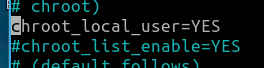 # chroot)
chroot_local_user=YES
#chroot_list_enable=YES
# (default follows)